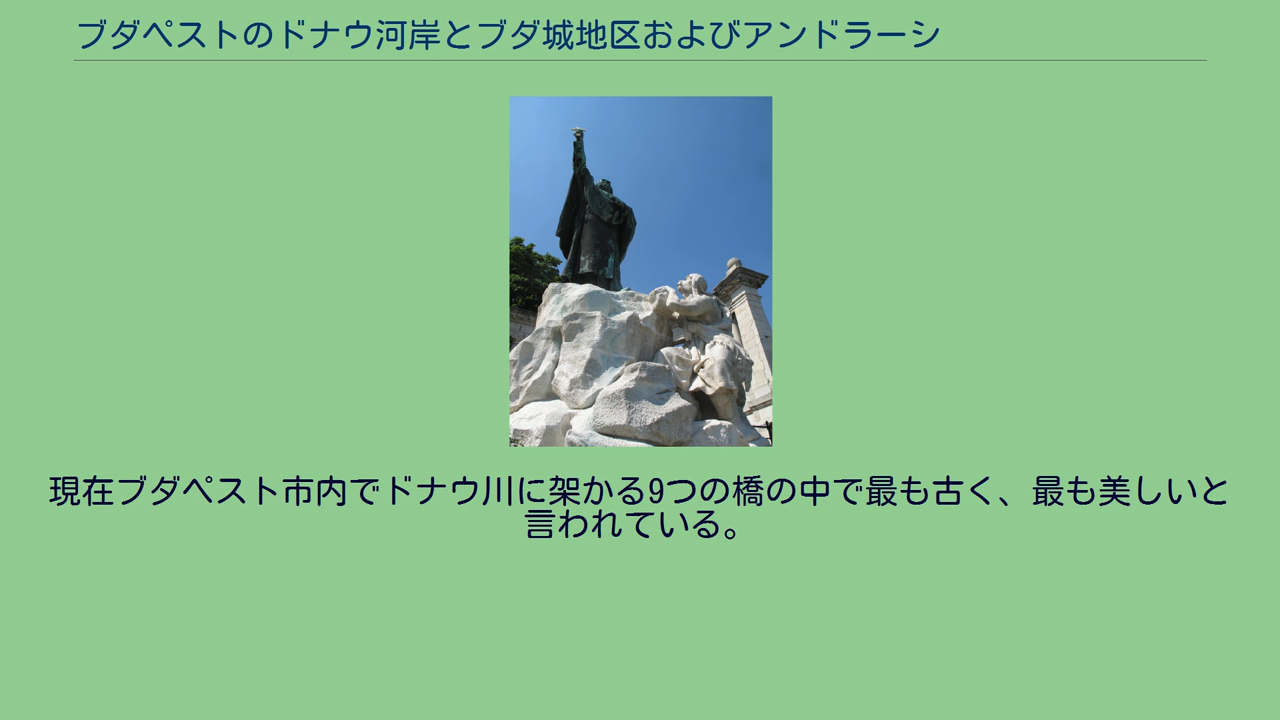 ブダペストのドナウ河岸とブダ城地区およびアンドラーシ
現在ブダペスト市内でドナウ川に架かる9つの橋の中で最も古く、最も美しいと
言われている。